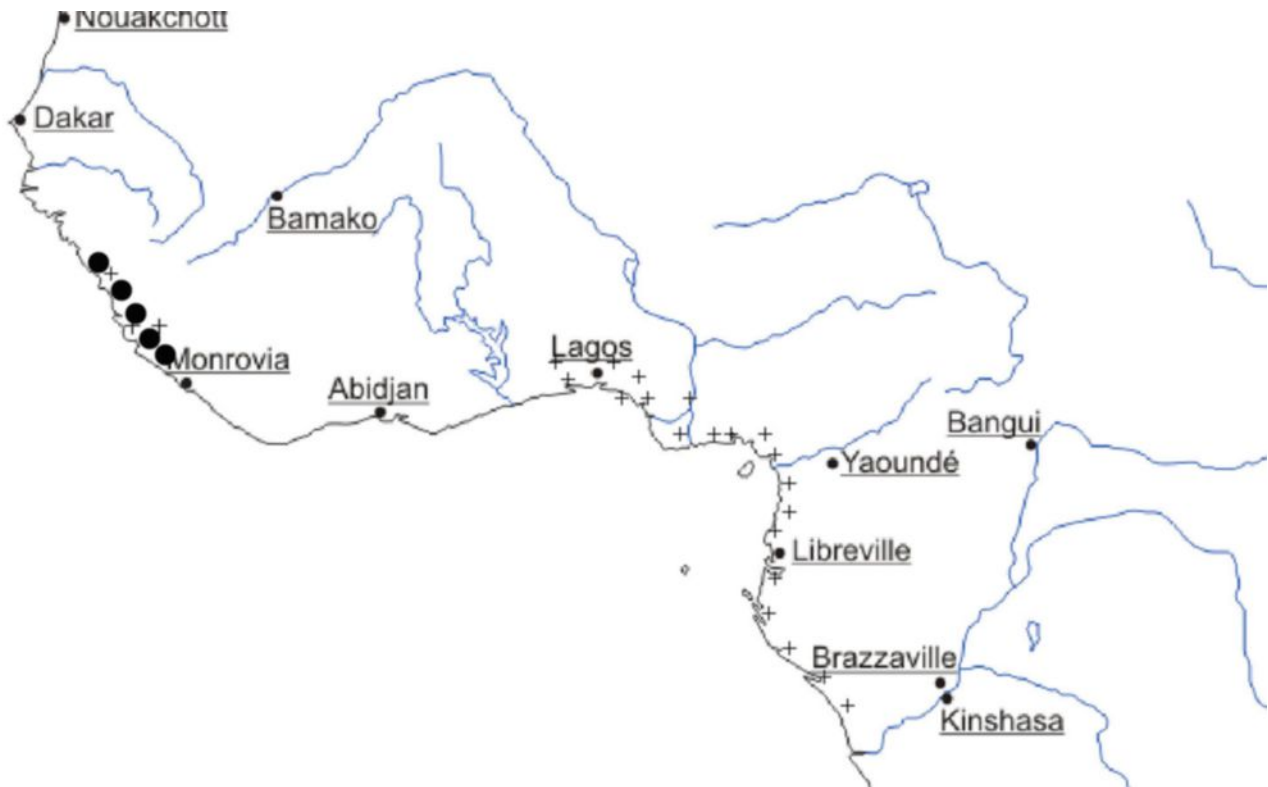 Nouakchott
Dakar
Bamako
Monrovia
Abidjan
Lagos
Bangui
Yaoundé
Libreville
Brazzaville
Kinshasa